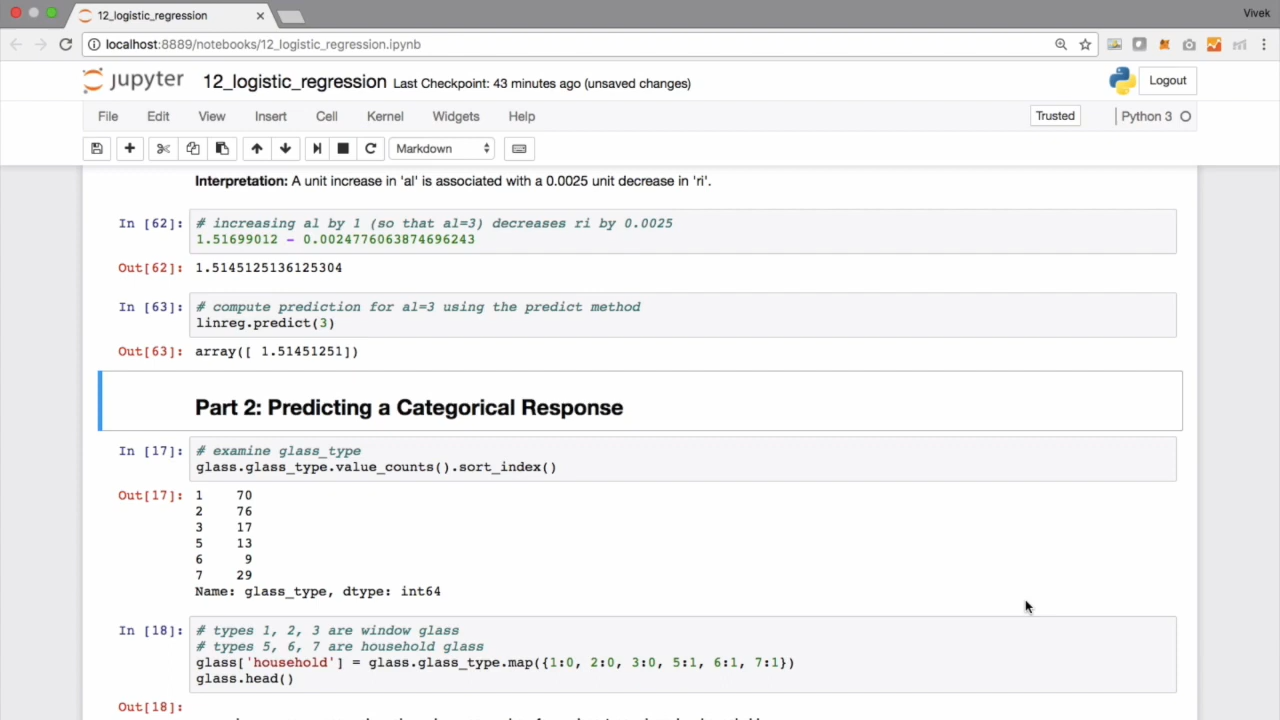 12_logistic_regression
Vivek
localhost:8889/notebooks/12_logistic_regression.ipynb
jupyter 12_logistic_regression Last Checkpoint: 43 minutes ago (unsaved changes) Logout
File Edit View Insert Cell Kernel Widgets Help Trusted Python 3
Markdown
Interpretation: A unit increase in 'al' is associated with a 0.0025 unit decrease in 'ri'.
In [62]: # increasing al by 1 (so that al=3) decreases ri by 0.0025
1.51699012 - 0.0024776063874696243
Out[62]: 1.5145125136125304
In [63]: # compute prediction for al=3 using the predict method
linreg.predict(3)
Out[63]: array([ 1.51451251])
Part 2: Predicting a Categorical Response
In [17]: # examine glass_type
glass.glass_type.value_counts().sort_index()
Out[17]: 1 70
2 76
3 17
5 13
6 9
7 29
Name: glass_type, dtype: int64
In [18]: # types 1, 2, 3 are window glass
# types 5, 6, 7 are household glass
glass['household'] = glass.glass_type.map({1:0, 2:0, 3:0, 5:1, 6:1, 7:1})
glass.head()
Out[18]: